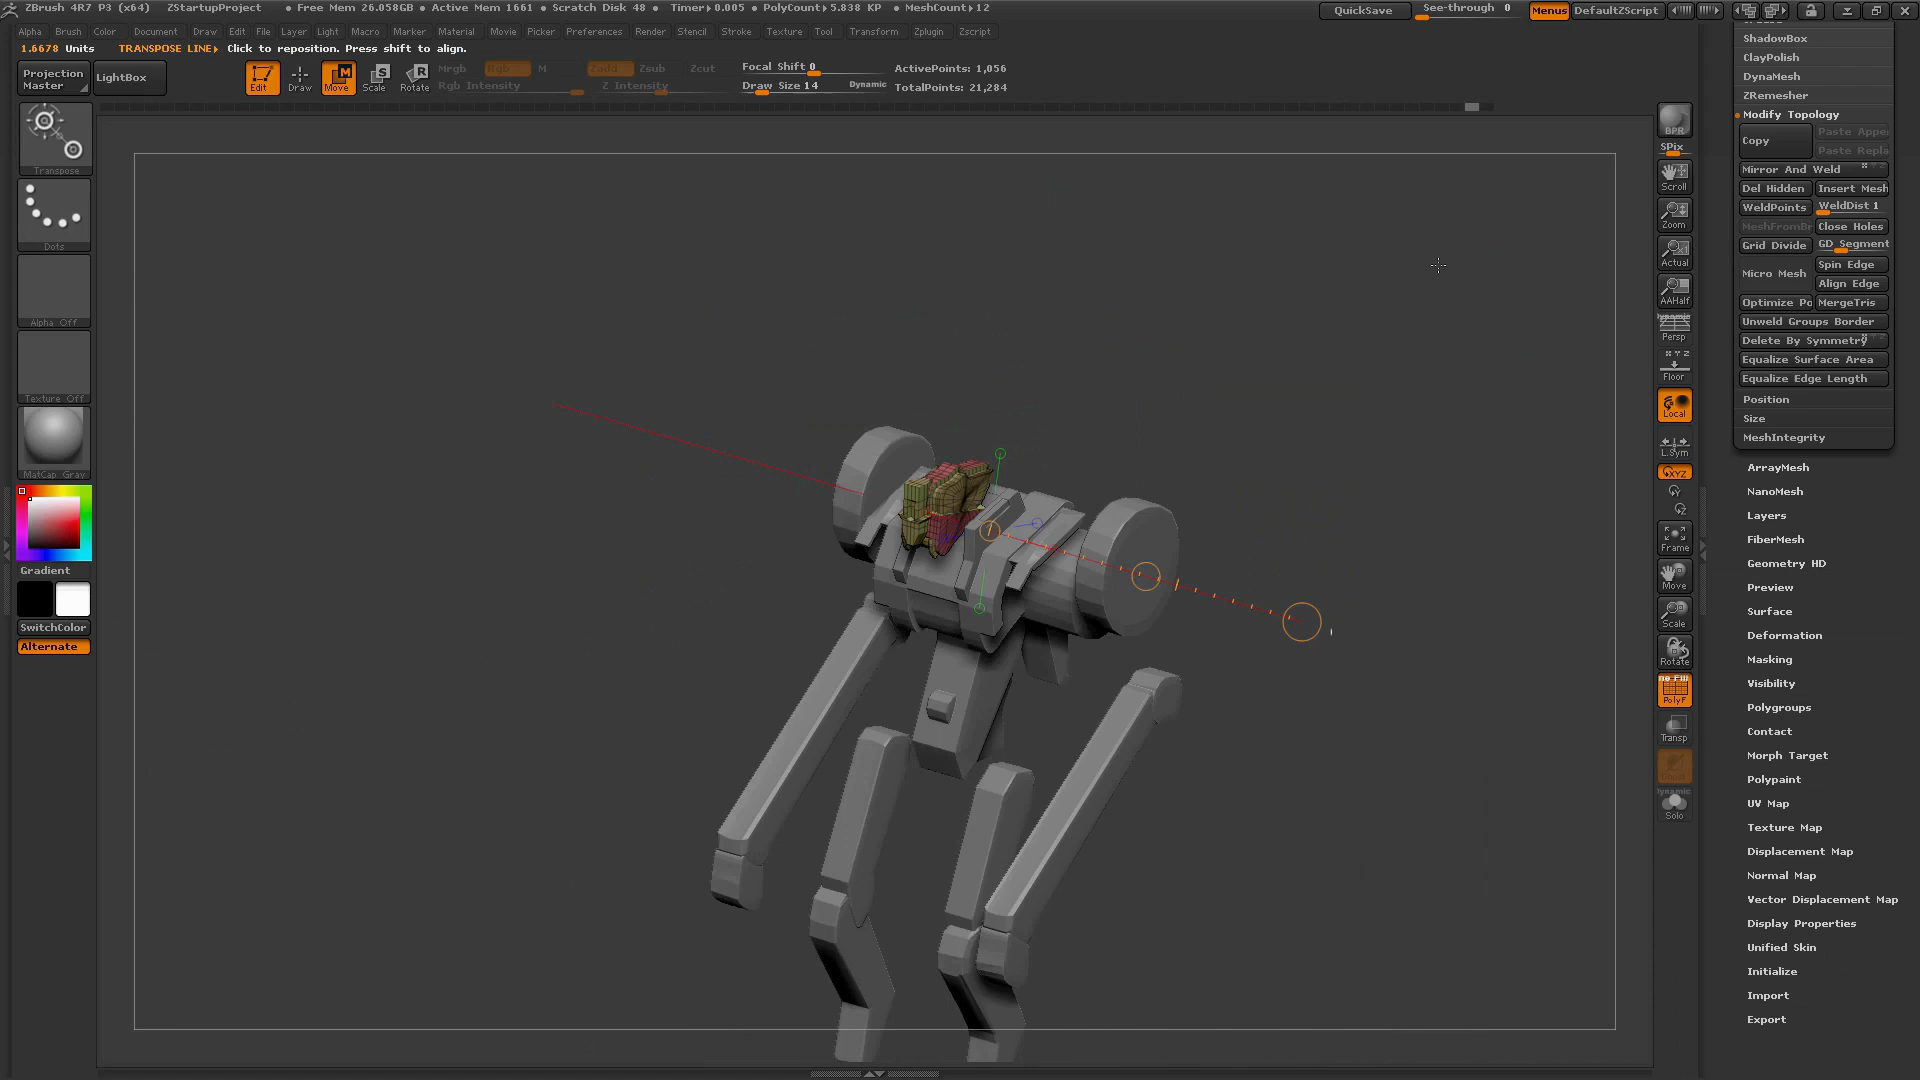 ZBrush 4R7 P3 (x64) ZStartupProject • Free Mem 26.058GB • Active Mem 1661 • Scratch Disk 48 • Timer▸0.005 • PolyCount▸5.838 KP • MeshCount▸12 QuickSave See-through 0 Menus DefaultZScript
Alpha Brush Color Document Draw Edit File Layer Light Macro Marker Material Movie Picker Preferences Render Stencil Stroke Texture Tool Transform Zplugin Zscript
1.6678 Units TRANSPOSE LINE▸ Click to reposition. Press shift to align.
Projection Master
LightBox
Edit
Draw
Move
Scale
Rotate
Mrgb Rgb M
Rgb Intensity
Zadd Zsub Zcut
Z Intensity
Focal Shift 0
Draw Size 14 Dynamic
ActivePoints: 1,056
TotalPoints: 21,284
Transpose
Dots
Alpha Off
Texture Off
MatCap Gray
Gradient
SwitchColor
Alternate
BPR
SPix
Scroll
Zoom
Actual
AAHalf
Dynamic
Persp
X Y Z
Floor
Local
L.Sym
XYZ
Frame
Move
Scale
Rotate
PolyF
Transp
Dynamic
Solo
ShadowBox
ClayPolish
DynaMesh
ZRemesher
Modify Topology
Copy
Paste Appe
Paste Repla
Mirror And Weld
Del Hidden Insert Mesh
WeldPoints WeldDist 1
MeshFromBr Close Holes
Grid Divide GD Segment
Micro Mesh
Spin Edge
Align Edge
Optimize Po MergeTris
Unweld Groups Border
Delete By Symmetry
Equalize Surface Area
Equalize Edge Length
Position
Size
MeshIntegrity
ArrayMesh
NanoMesh
Layers
FiberMesh
Geometry HD
Preview
Surface
Deformation
Masking
Visibility
Polygroups
Contact
Morph Target
Polypaint
UV Map
Texture Map
Displacement Map
Normal Map
Vector Displacement Map
Display Properties
Unified Skin
Initialize
Import
Export